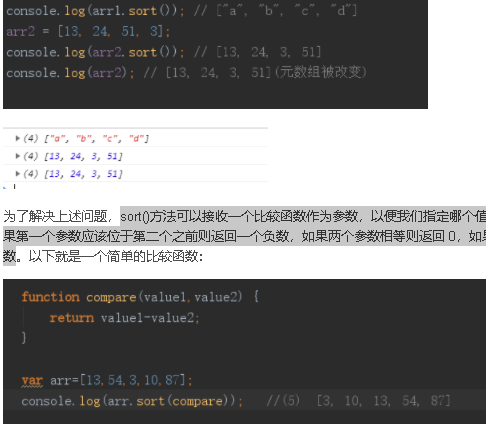 console.log(arr1.sort()); // ["a", "b", "c", "d"]
arr2 = [13, 24, 51, 3];
console.log(arr2.sort()); // [13, 24, 3, 51]
console.log(arr2); // [13, 24, 3, 51](元数组被改变)
▶ (4) ["a", "b", "c", "d"]
▶ (4) [13, 24, 3, 51]
▶ (4) [13, 24, 3, 51]
为了解决上述问题，sort()方法可以接收一个比较函数作为参数，以便我们指定哪个值
果第一个参数应该位于第二个之前则返回一个负数，如果两个参数相等则返回 0，如
数。以下就是一个简单的比较函数：
function compare(value1,value2) {
return value1-value2;
}
var arr=[13,54,3,10,87];
console.log(arr.sort(compare)); //(5) [3, 10, 13, 54, 87]